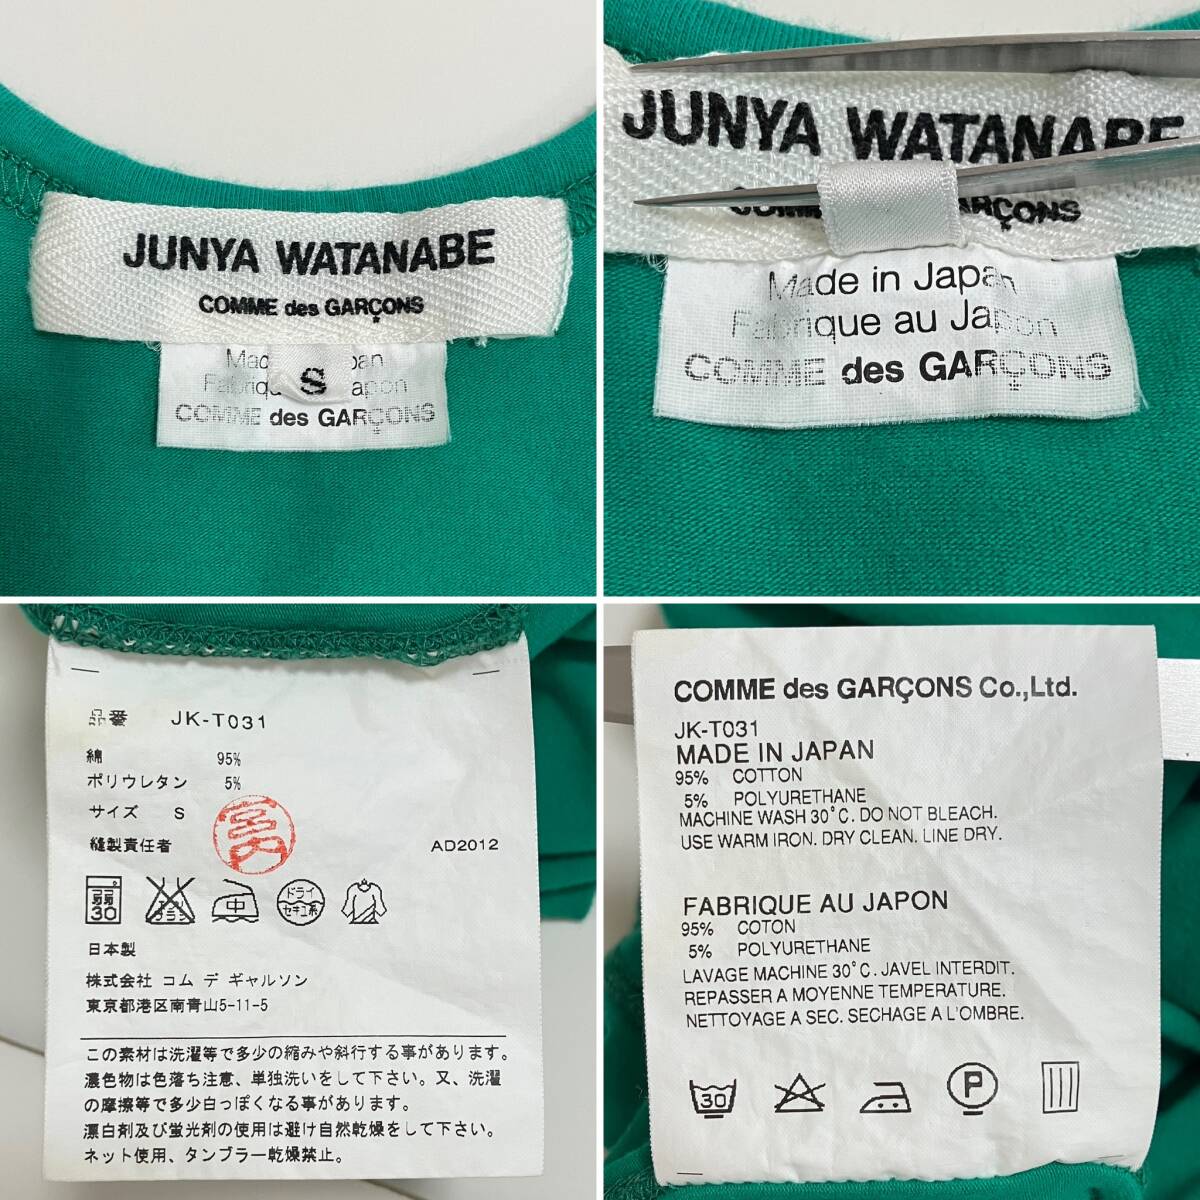 JUNYA WATANABE
COMME des GARÇONS
S
COMME des GARÇONS
JUNYA WATANABE
GARÇONS
Made in Japan
Fabrique au Japon
COMME des GARÇONS
品番 JK-T031
綿 95%
ポリウレタン 5%
サイズ S
縫製責任者 AD2012
弱
30
中
ドライ
セキユ系
日本製
株式会社 コム デ ギャルソン
東京都港区南青山5-11-5
この素材は洗濯等で多少の縮みや斜行する事があります。
濃色物は色落ち注意、単独洗いをして下さい。又、洗濯
の摩擦等で多少白っぽくなる事があります。
漂白剤及び蛍光剤の使用は避け自然乾燥をして下さい。
ネット使用、タンブラー乾燥禁止。
COMME des GARÇONS Co.,Ltd.
JK-T031
MADE IN JAPAN
95% COTTON
5% POLYURETHANE
MACHINE WASH 30°C. DO NOT BLEACH.
USE WARM IRON. DRY CLEAN. LINE DRY.
FABRIQUE AU JAPON
95% COTON
5% POLYURETHANE
LAVAGE MACHINE 30°C. JAVEL INTERDIT.
REPASSER A MOYENNE TEMPERATURE.
NETTOYAGE A SEC. SECHAGE A L'OMBRE.
30
P